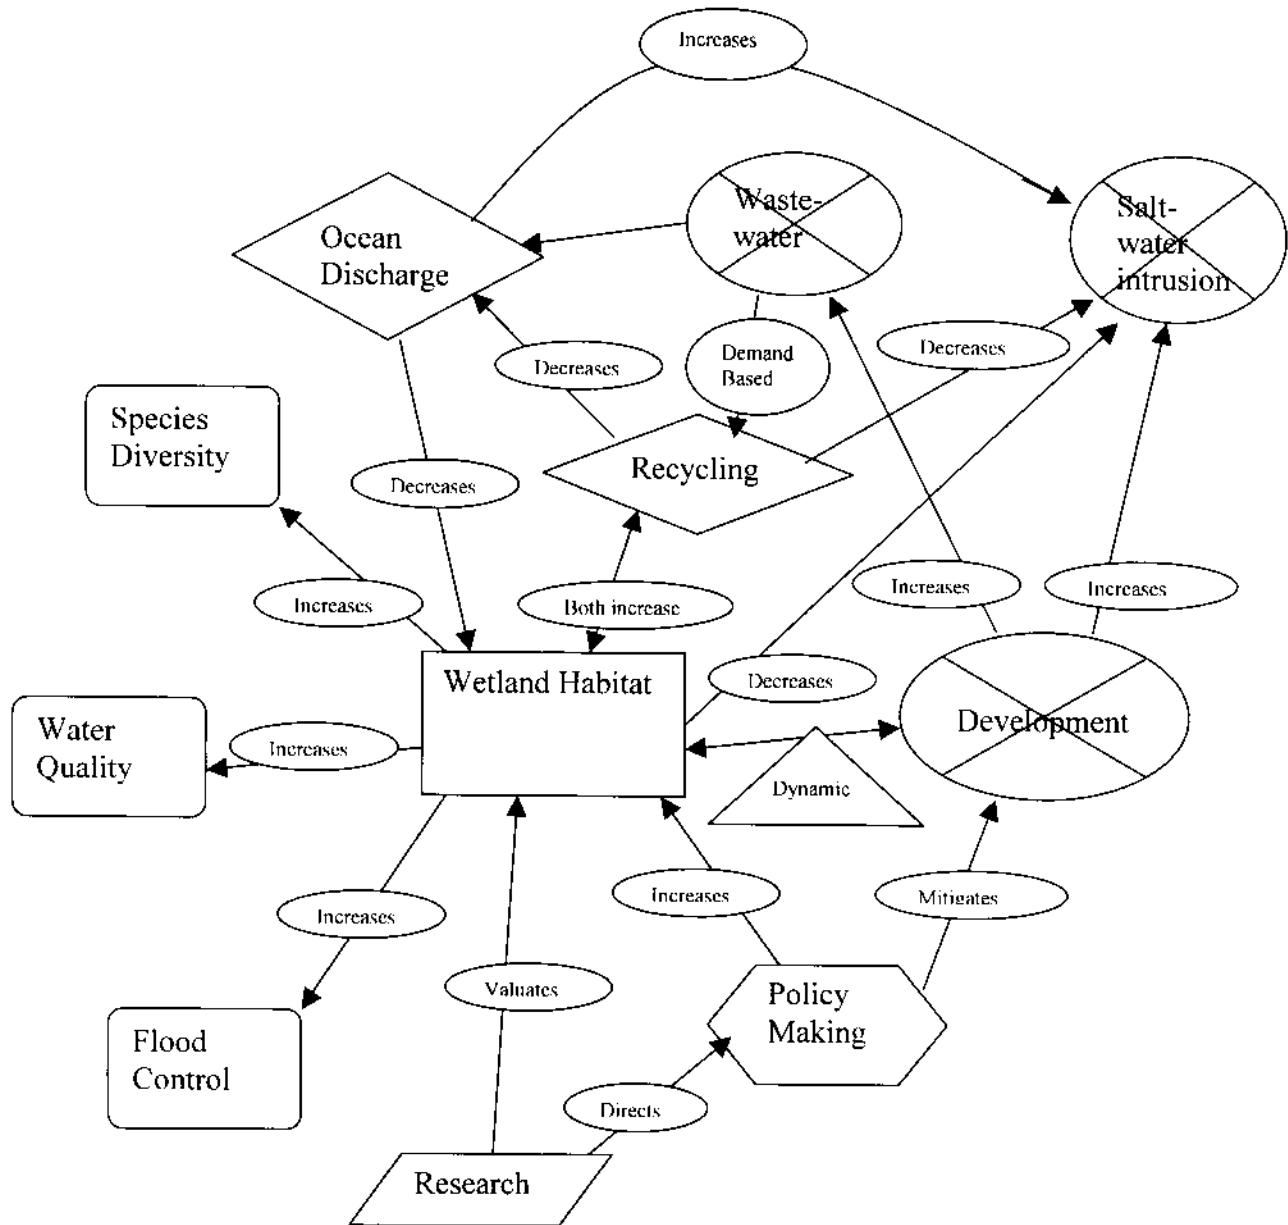 Increases
Waste-
water
Salt-
water
intrusion
Ocean
Discharge
Decreases
Demand
Based
Decreases
Species
Diversity
Recycling
Decreases
Increases
Both increase
Increases
Increases
Wetland Habitat
Decreases
Water
Quality
Increases
Development
Dynamic
Increases
Increases
Mitigates
Valuates
Policy
Making
Flood
Control
Directs
Research